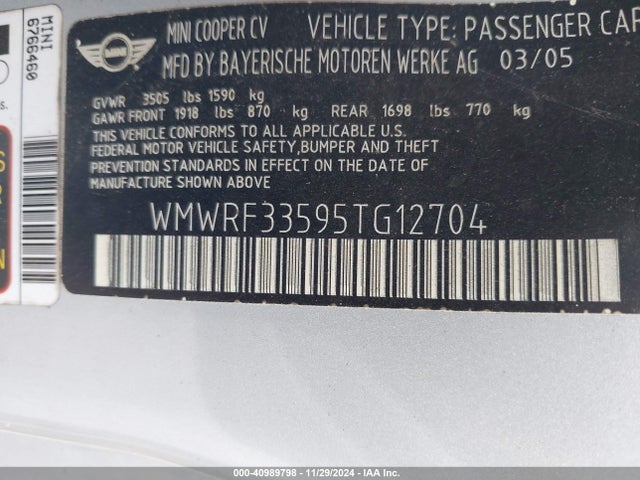 MINI
6766460
s.
S
R
N
MINI
MINI COOPER CV VEHICLE TYPE: PASSENGER CAR
MFD BY BAYERISCHE MOTOREN WERKE AG 03/05
GVWR 3505 lbs 1590 kg
GAWR FRONT 1918 lbs 870 kg REAR 1698 lbs 770 kg
THIS VEHICLE CONFORMS TO ALL APPLICABLE U.S.
FEDERAL MOTOR VEHICLE SAFETY,BUMPER AND THEFT
PREVENTION STANDARDS IN EFFECT ON THE DATE OF
MANUFACTURE SHOWN ABOVE
WMWRF33595TG12704
000-40989798 - 11/29/2024 - IAA Inc.